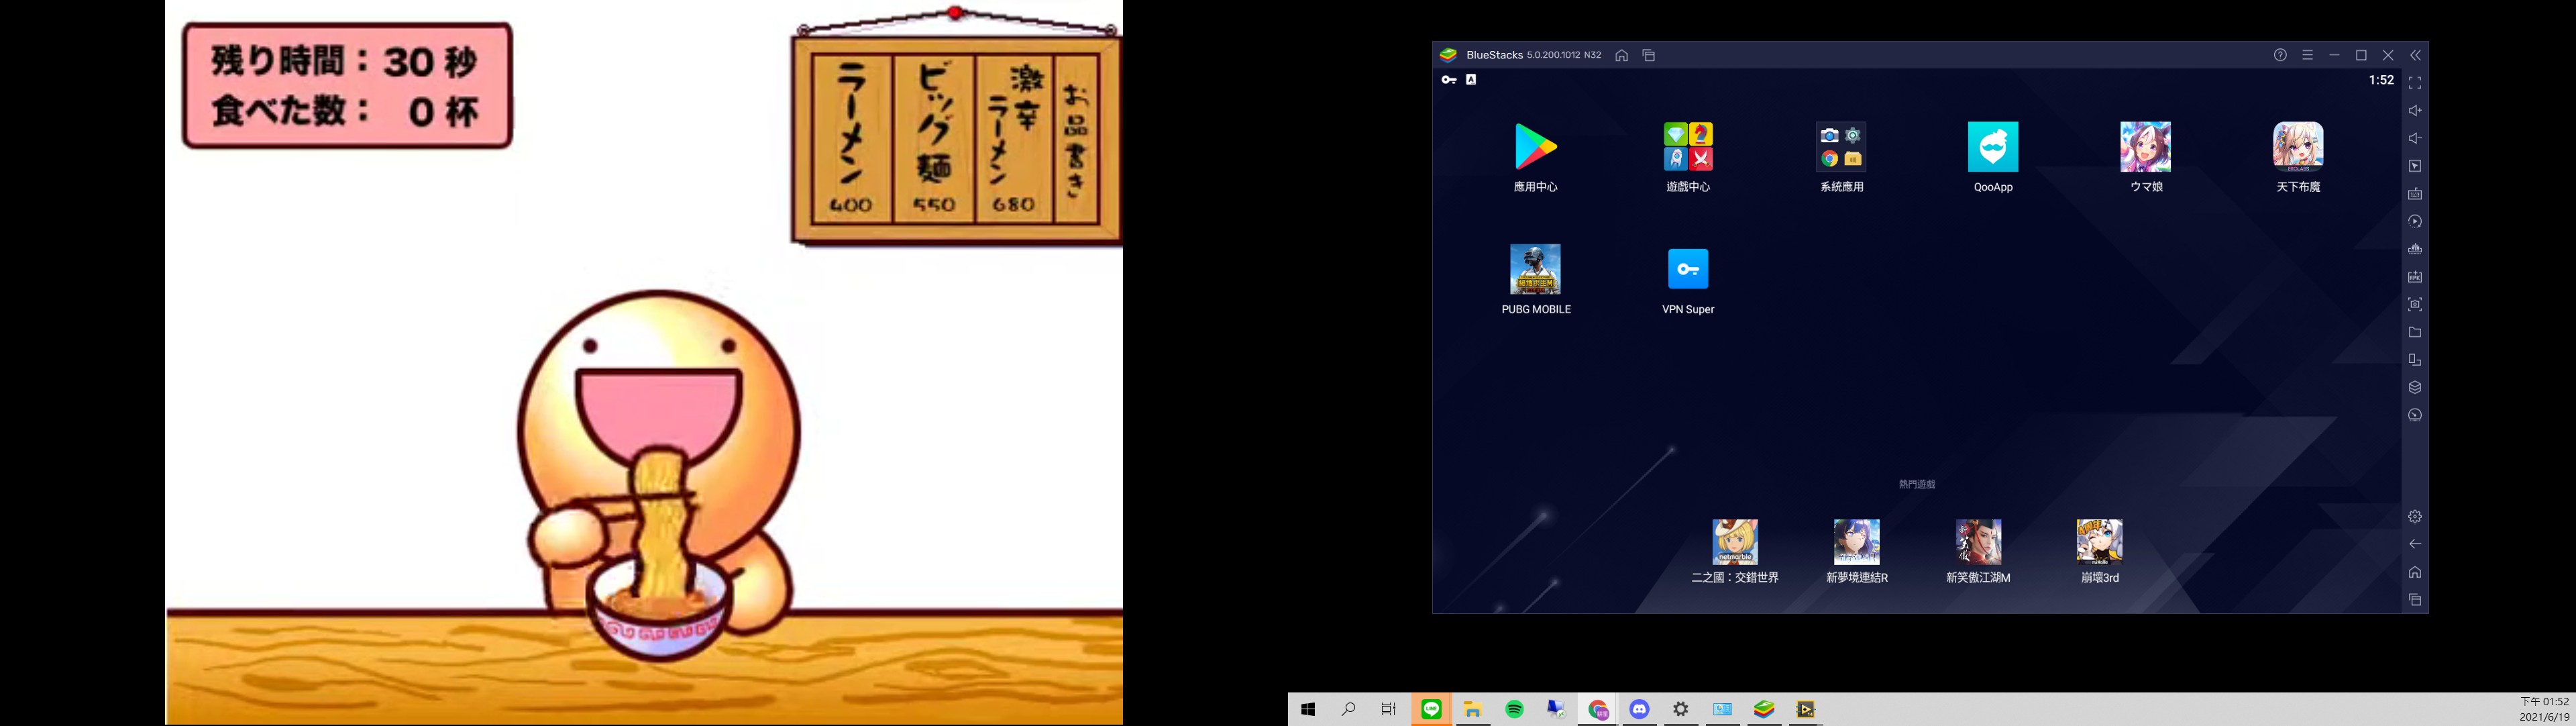 残り時間：30 秒
食べた数： 0 杯
お品書き
激辛
ラーメン
680
ビッグ麺
550
ラーメン
400
BlueStacks 5.0.200.1012 N32
1:52
應用中心
遊戲中心
系統應用
QooApp
ウマ娘
天下布魔
PUBG MOBILE
VPN Super
熱門遊戲
netmarble
二之國：交錯世界
新夢境連結R
新笑傲江湖M
崩壞3rd
LINE
下午 01:52
2021/6/19